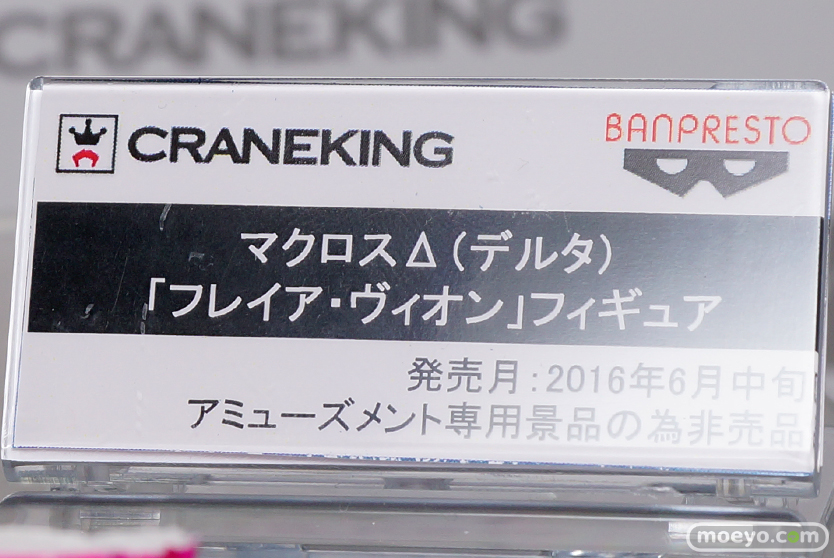 CRANEKING
CRANEKING
BANPRESTO
マクロスΔ(デルタ)
「フレイア・ヴィオン」フィギュア
発売月:2016年6月中旬
アミューズメント専用景品の為非売品
moeyo.com